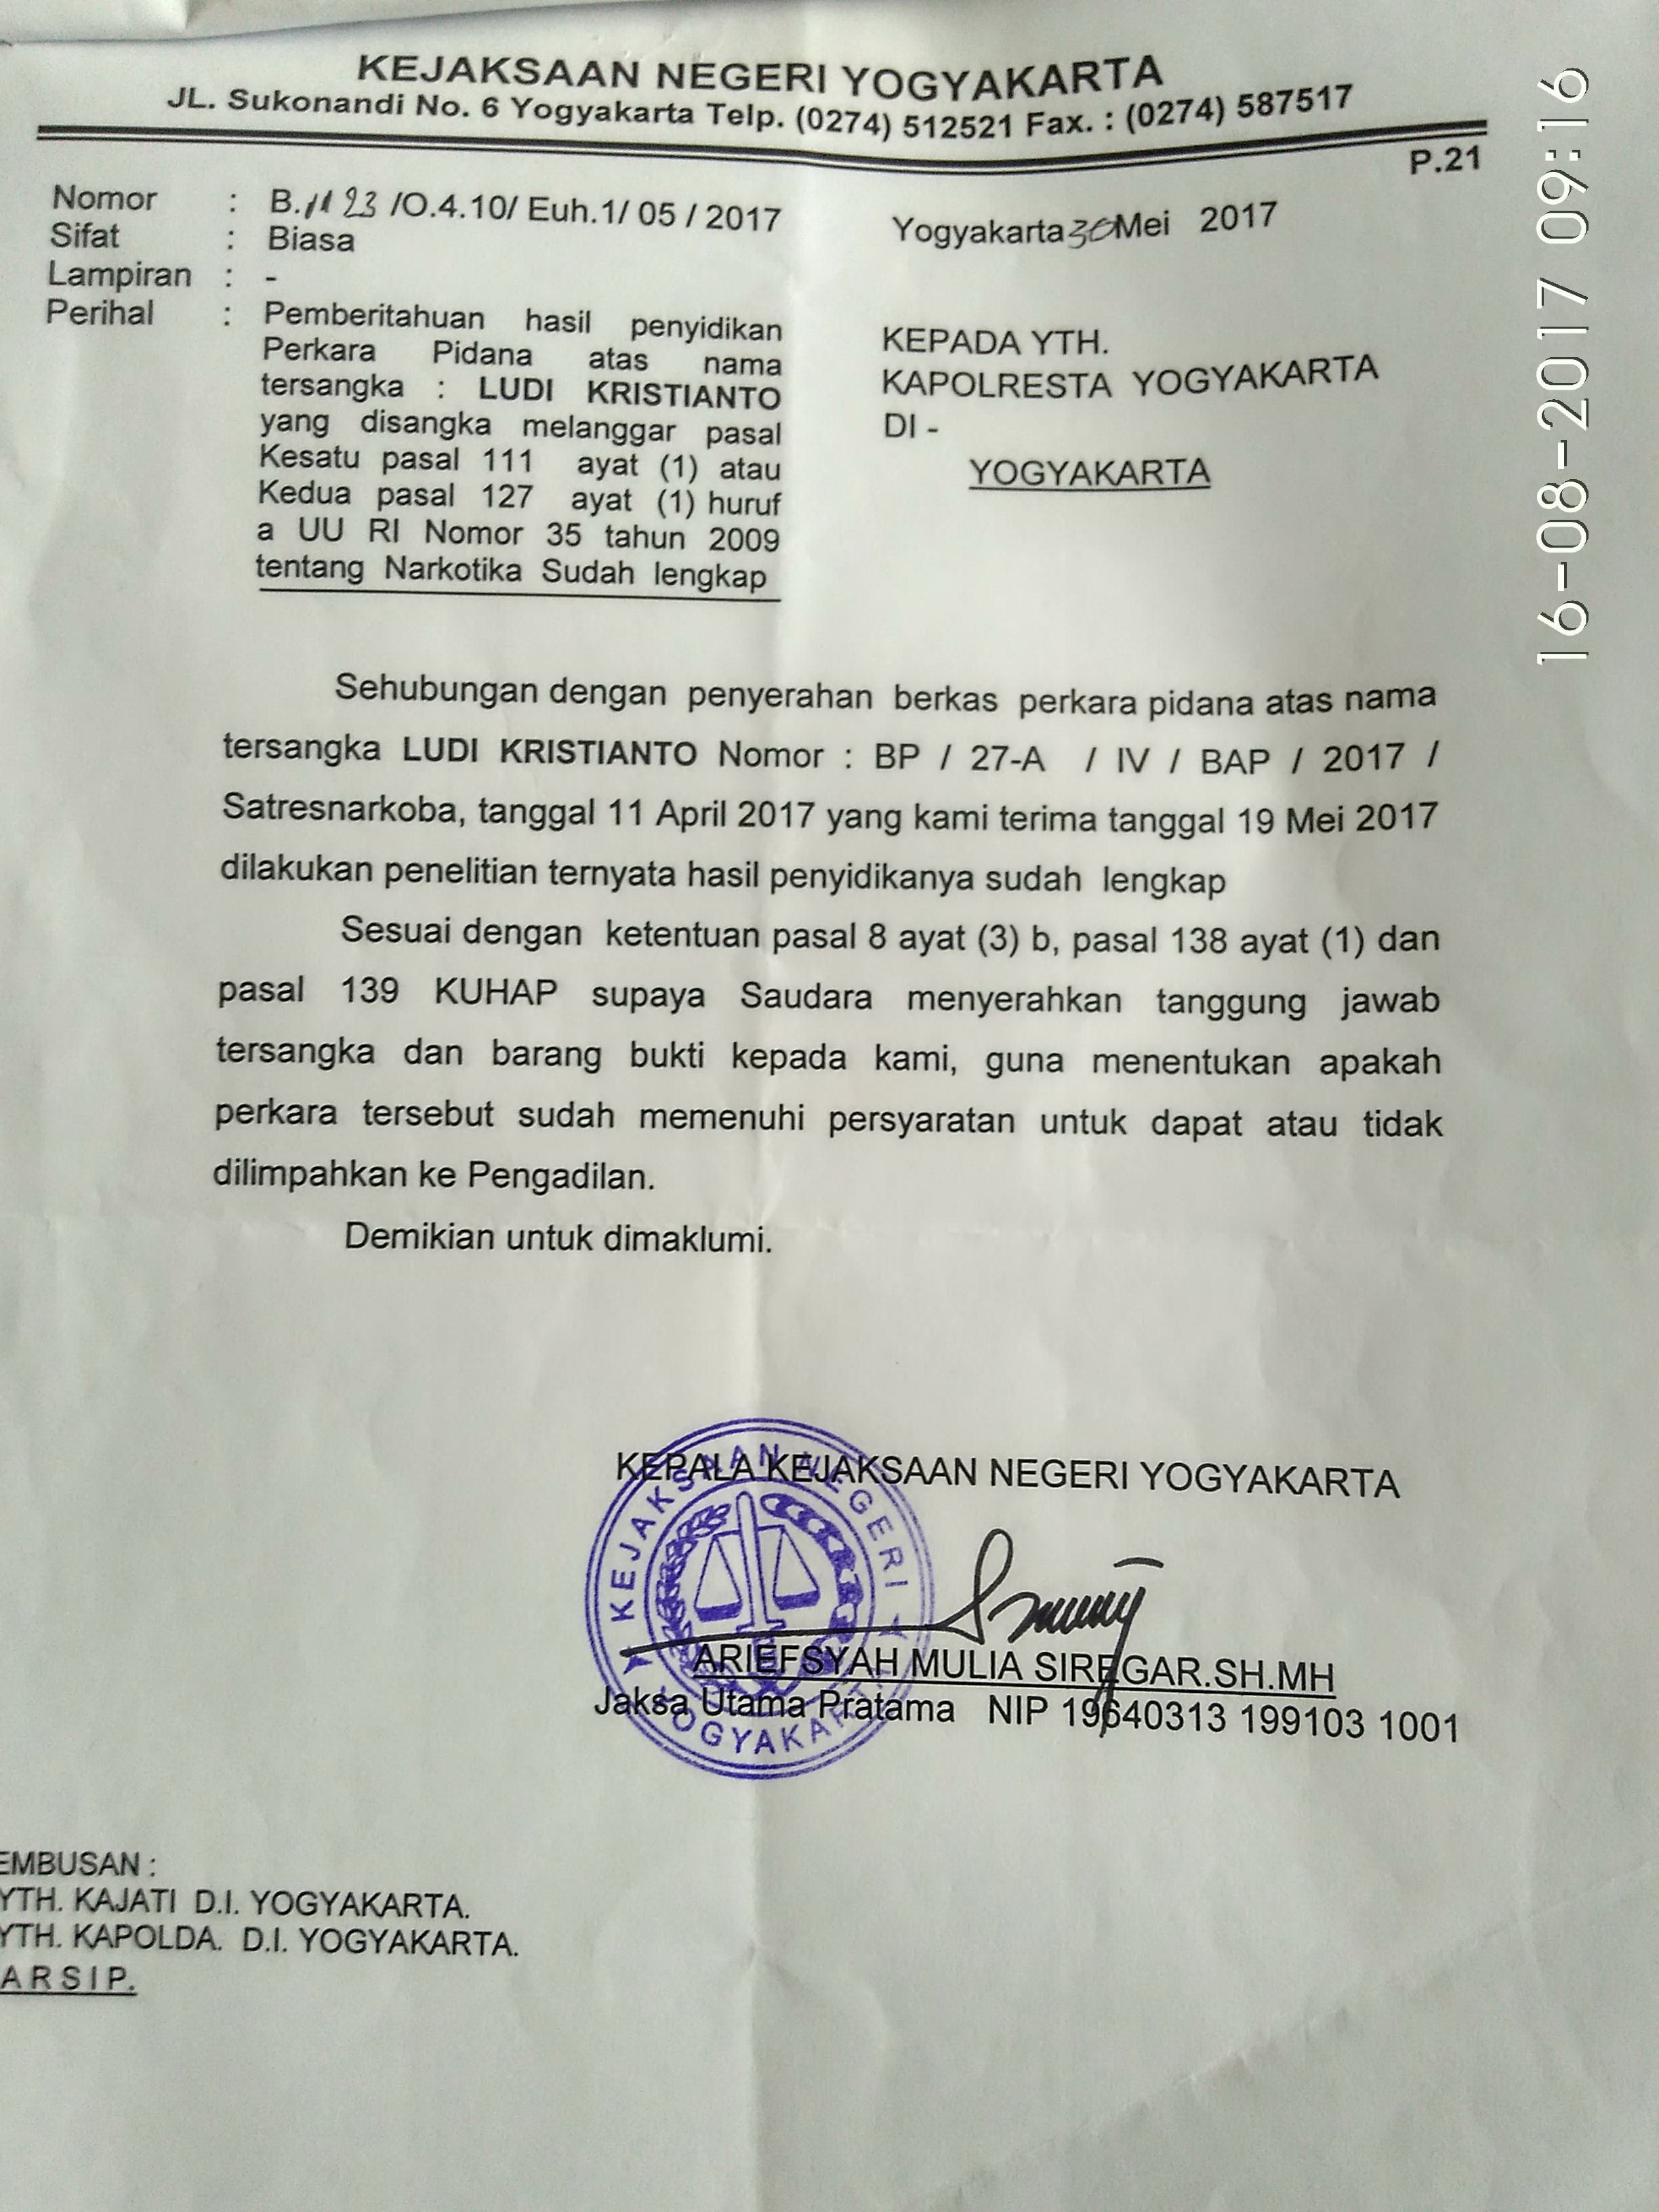 KEJAKSAAN NEGERI YOGYAKARTA
JL. Sukonandi No. 6 Yogyakarta Telp. (0274) 512521 Fax. : (0274) 587517
P.21
Nomor : B.1123 /O.4.10/ Euh.1/ 05 / 2017
Sifat : Biasa
Lampiran : -
Perihal : Pemberitahuan hasil penyidikan
Perkara Pidana atas nama
tersangka : LUDI KRISTIANTO
yang disangka melanggar pasal
Kesatu pasal 111 ayat (1) atau
Kedua pasal 127 ayat (1) huruf
a UU RI Nomor 35 tahun 2009
tentang Narkotika Sudah lengkap
Yogyakarta 30 Mei 2017
KEPADA YTH.
KAPOLRESTA YOGYAKARTA
DI -
YOGYAKARTA
Sehubungan dengan penyerahan berkas perkara pidana atas nama
tersangka LUDI KRISTIANTO Nomor : BP / 27-A / IV / BAP / 2017 /
Satresnarkoba, tanggal 11 April 2017 yang kami terima tanggal 19 Mei 2017
dilakukan penelitian ternyata hasil penyidikanya sudah lengkap
Sesuai dengan ketentuan pasal 8 ayat (3) b, pasal 138 ayat (1) dan
pasal 139 KUHAP supaya Saudara menyerahkan tanggung jawab
tersangka dan barang bukti kepada kami, guna menentukan apakah
perkara tersebut sudah memenuhi persyaratan untuk dapat atau tidak
dilimpahkan ke Pengadilan.
Demikian untuk dimaklumi.
KEPALA KEJAKSAAN NEGERI YOGYAKARTA
KEJAKSAAN NEGERI
YOGYAKARTA
ARIEFSYAH MULIA SIREGAR.SH.MH
Jaksa Utama Pratama NIP 19640313 199103 1001
EMBUSAN :
YTH. KAJATI D.I. YOGYAKARTA.
YTH. KAPOLDA. D.I. YOGYAKARTA.
ARSIP.
16-08-2017 09:16